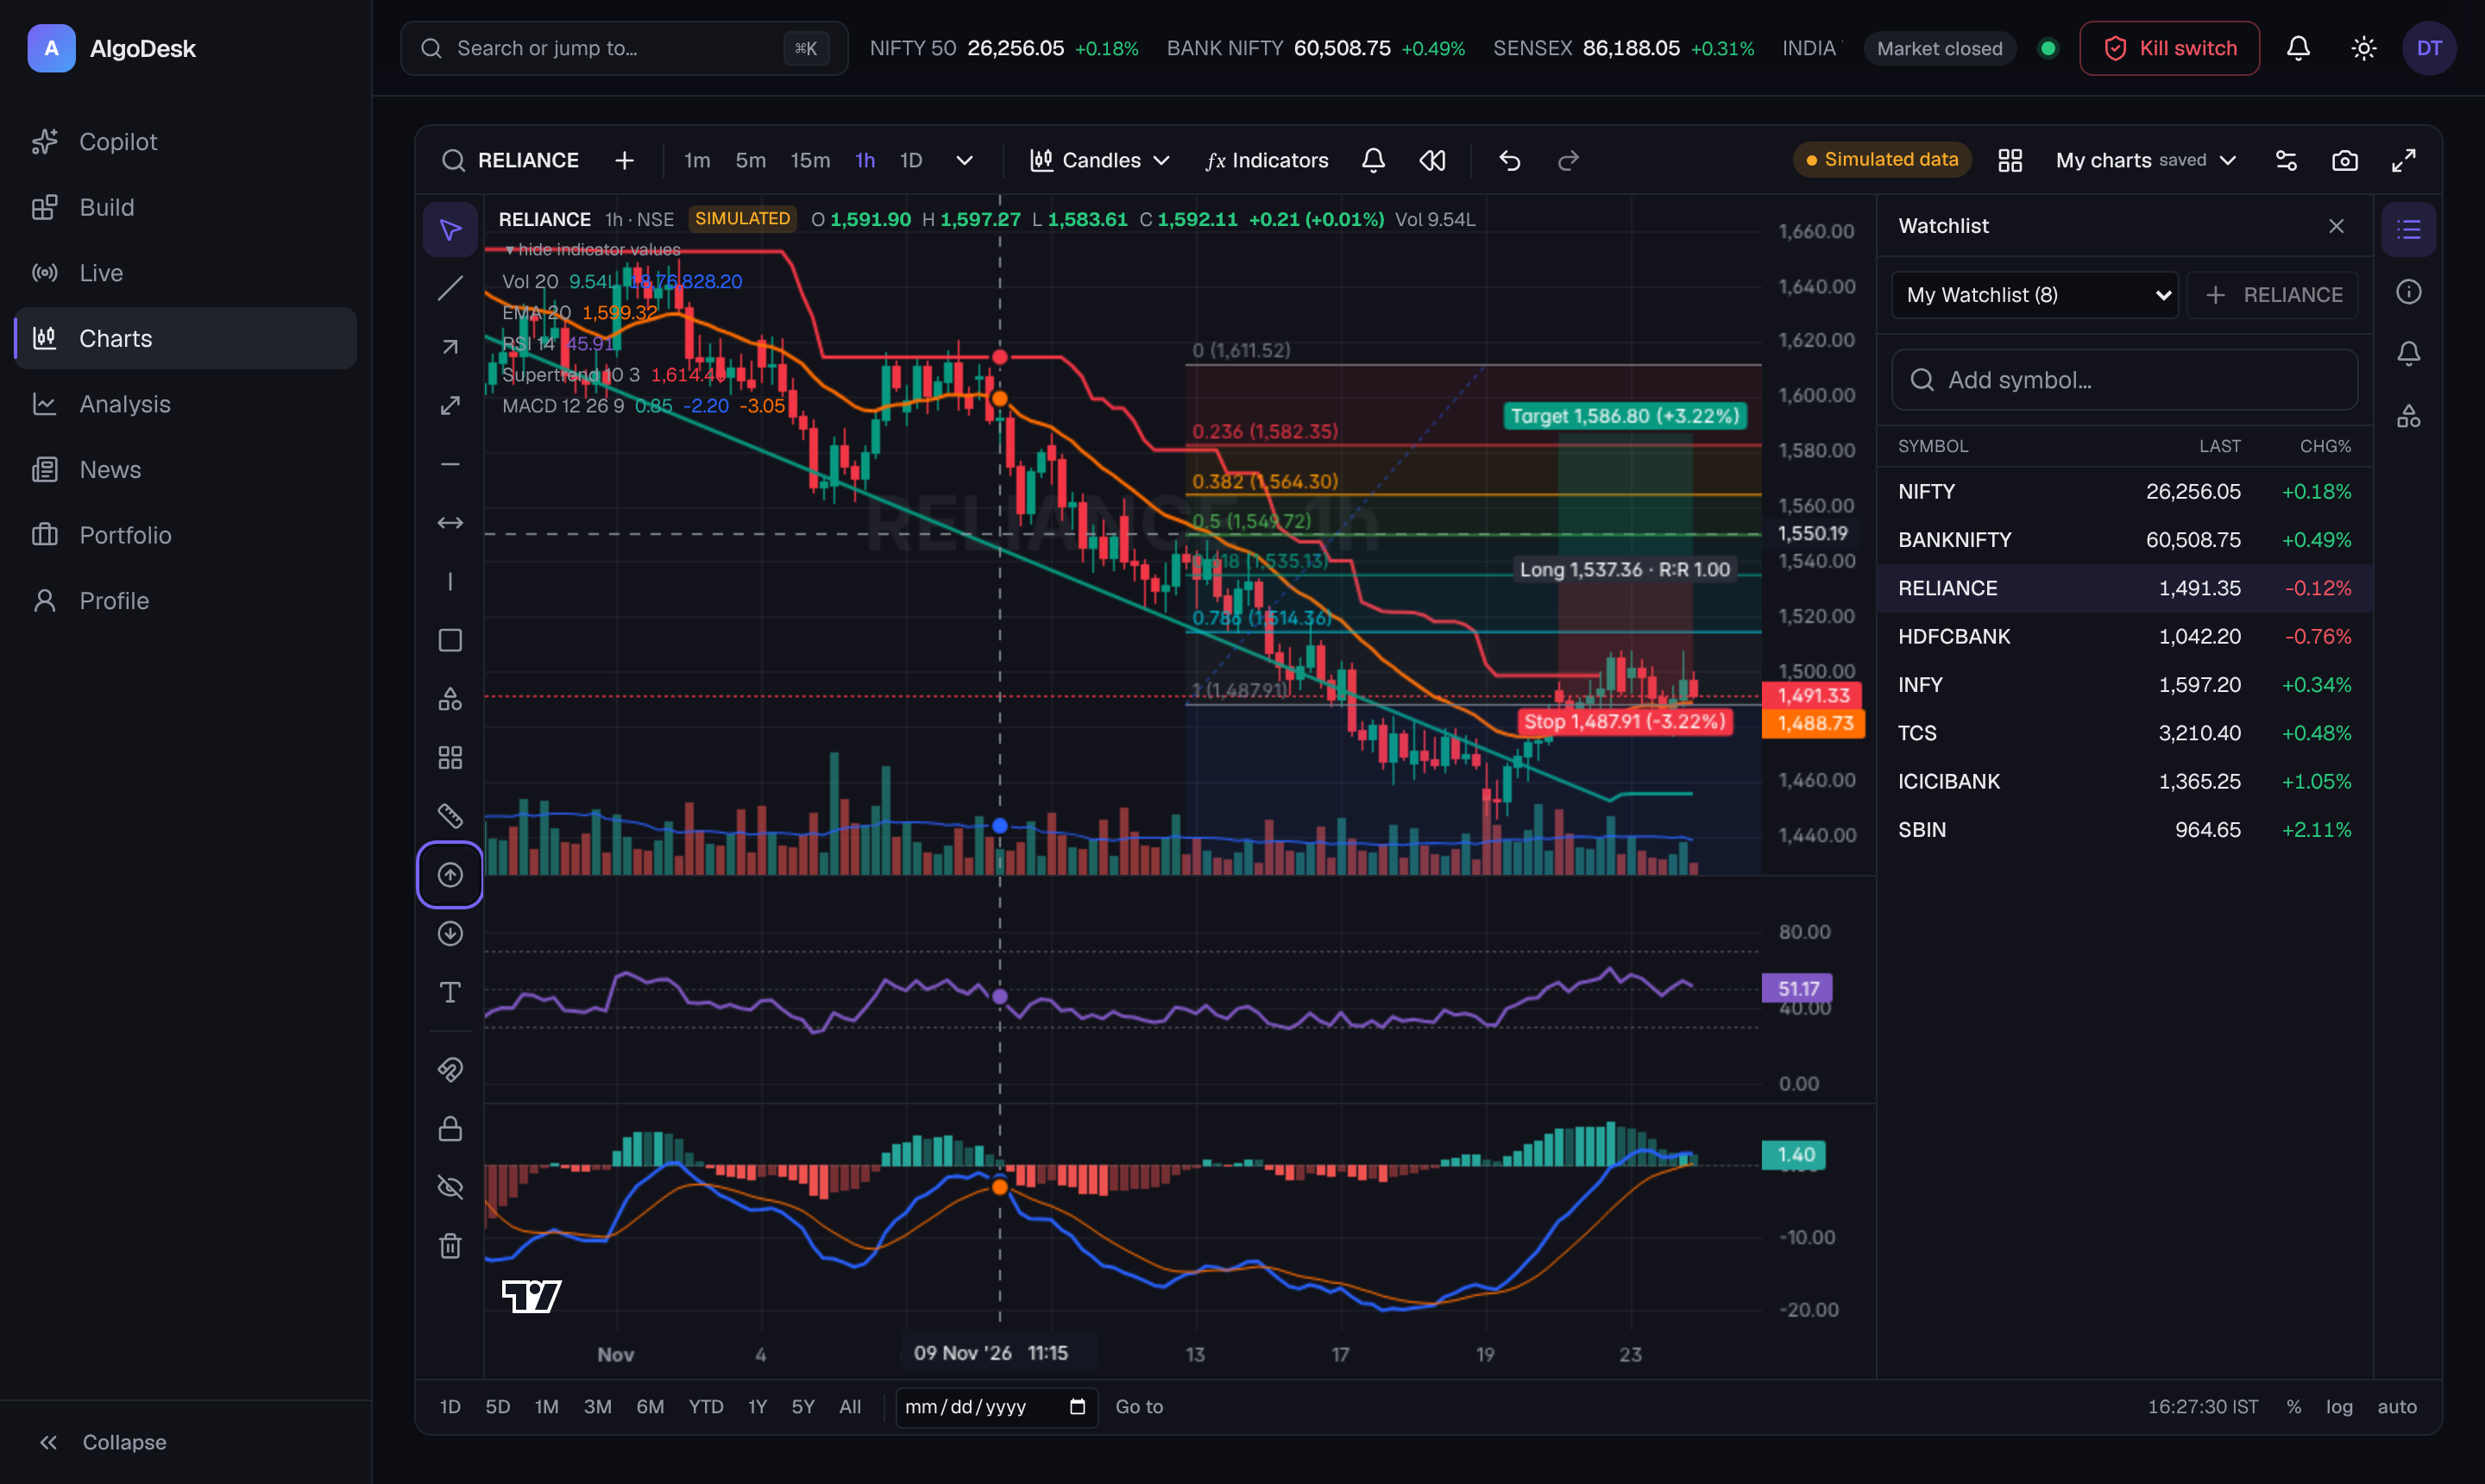 A AlgoDesk
Search or jump to... ⌘K
NIFTY 50 26,256.05 +0.18% BANK NIFTY 60,508.75 +0.49% SENSEX 86,188.05 +0.31% INDIA
Market closed
Kill switch
DT
Copilot
Build
Live
Charts
Analysis
News
Portfolio
Profile
Collapse
RELIANCE
1m 5m 15m 1h 1D
Candles
fx Indicators
Simulated data
My charts saved
RELIANCE 1h · NSE SIMULATED O 1,591.90 H 1,597.27 L 1,583.61 C 1,592.11 +0.21 (+0.01%) Vol 9.54L
▾ hide indicator values
Vol 20 9.54L
EMA 20 1,599.32
RSI 14 45.91
Supertrend 10 3
MACD 12 26 9 0.85 -2.20 -3.05
RELIANCE · 1h
0 (1,611.52)
0.236 (1,582.35)
0.382 (1,564.30)
0.5 (1,549.72)
0.618 (1,535.13)
0.786 (1,514.36)
1 (1,487.91)
Target 1,586.80 (+3.22%)
Long 1,537.36 · R:R 1.00
Stop 1,487.91 (-3.22%)
1,660.00
1,640.00
1,620.00
1,600.00
1,580.00
1,560.00
1,550.19
1,540.00
1,520.00
1,500.00
1,491.33
1,488.73
1,460.00
1,440.00
80.00
51.17
40.00
0.00
1.40
-10.00
-20.00
Nov 4 09 Nov '26 11:15 13 17 19 23
1D 5D 1M 3M 6M YTD 1Y 5Y All
mm/dd/yyyy
Go to
16:27:30 IST % log auto
Watchlist
My Watchlist (8)
+ RELIANCE
Add symbol...
SYMBOL LAST CHG%
NIFTY 26,256.05 +0.18%
BANKNIFTY 60,508.75 +0.49%
RELIANCE 1,491.35 -0.12%
HDFCBANK 1,042.20 -0.76%
INFY 1,597.20 +0.34%
TCS 3,210.40 +0.48%
ICICIBANK 1,365.25 +1.05%
SBIN 964.65 +2.11%